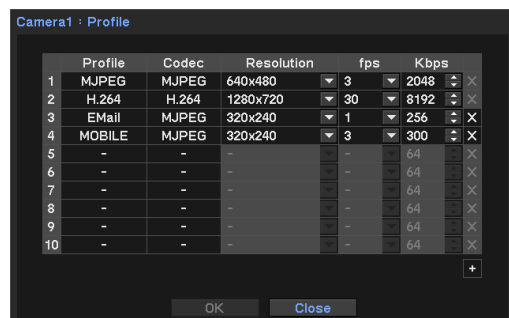 Camera1 : Profile
Profile Codec Resolution fps Kbps
1 MJPEG MJPEG 640x480 3 2048 X
2 H.264 H.264 1280x720 30 8192 X
3 EMail MJPEG 320x240 1 256 X
4 MOBILE MJPEG 320x240 3 300 X
5 - - - - 64 X
6 - - - - 64 X
7 - - - - 64 X
8 - - - - 64 X
9 - - - - 64 X
10 - - - - 64 X
+
OK Close